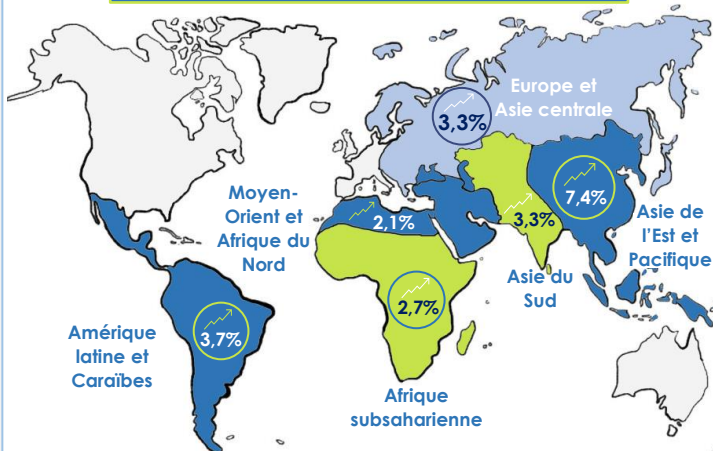 Europe et
Asie centrale
3,3%
Moyen-
Orient et
Afrique du
Nord
2,1%
3,3%
7,4%
Asie de
l'Est et
Pacifique
Asie du
Sud
2,7%
Afrique
subsaharienne
3,7%
Amérique
latine et
Caraïbes